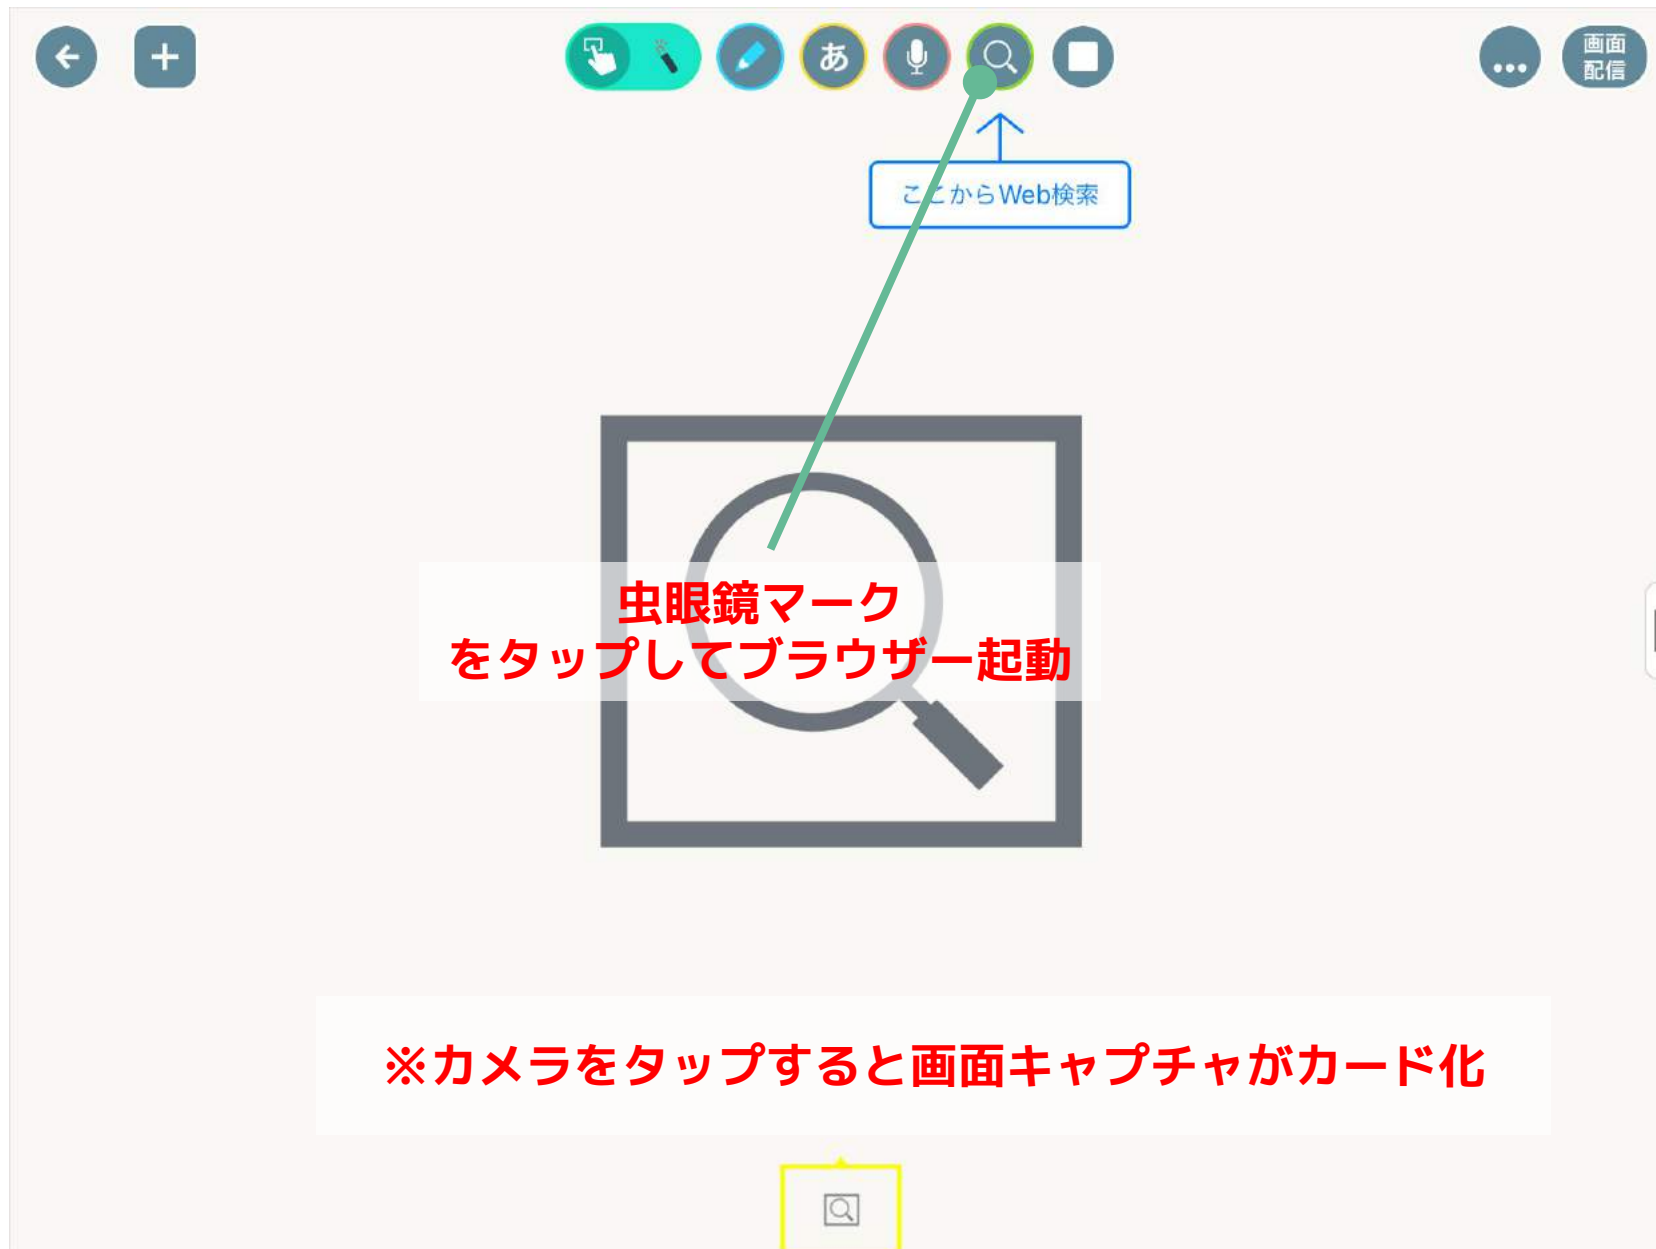 あ
画面
配信
ここからWeb検索
虫眼鏡マーク
をタップしてブラウザー起動
※カメラをタップすると画面キャプチャがカード化